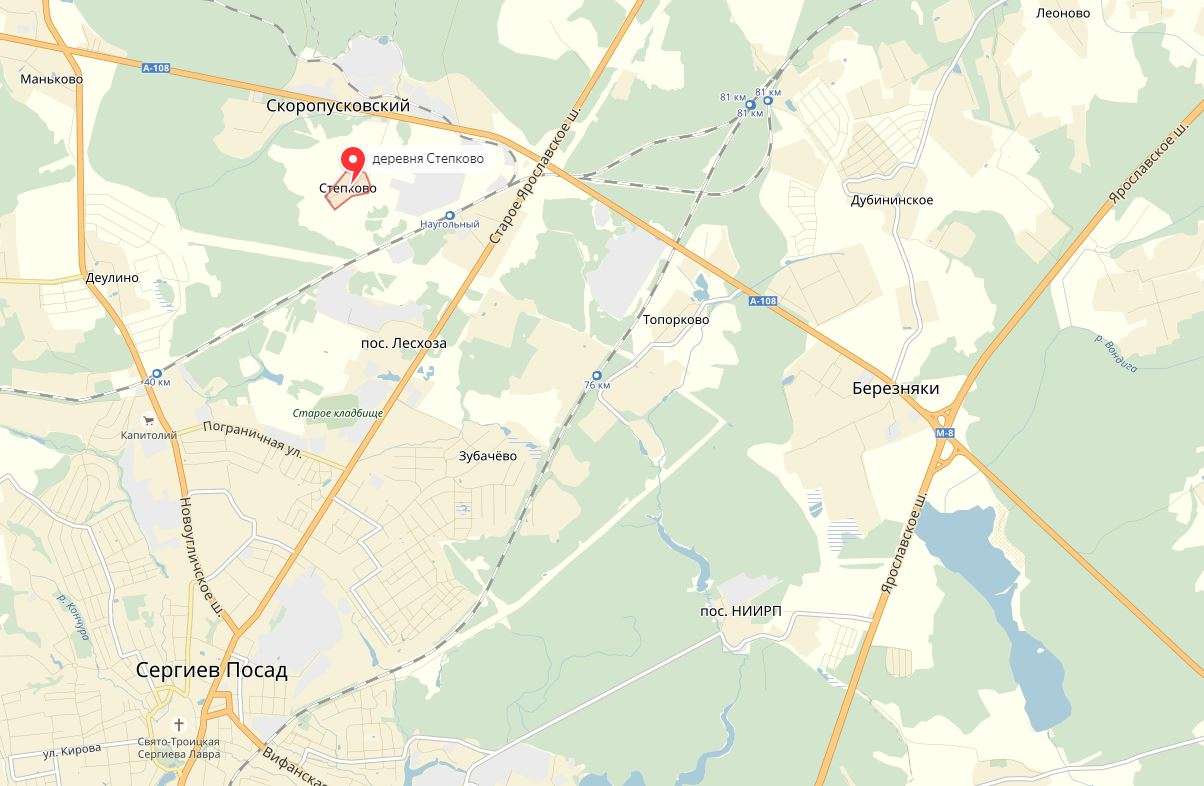 Леоново
Маньково
А-108
81 км
81 км
81 км
Скоропусковский
Ярославское ш.
Старое Ярославское ш.
деревня Степково
Степково
Дубининское
Наугольный
Деулино
А-108
Топорково
пос. Лесхоза
р. Вондига
40 км
76 км
Березняки
Старое кладбище
Капитолий
Пограничная ул.
М-8
Зубачёво
Новоугличское ш.
Ярославское ш.
р. Кончура
пос. НИИРП
Сергиев Посад
Свято-Троицкая
Сергиева Лавра
ул. Кирова
Вифанская